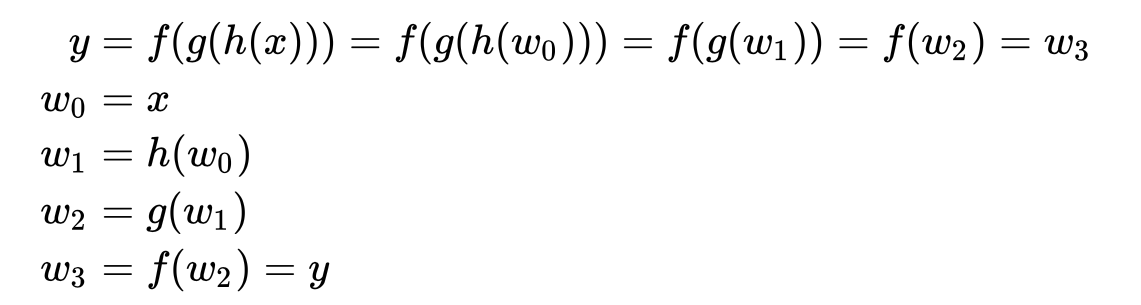 y = f(g(h(x))) = f(g(h(w₀))) = f(g(w₁)) = f(w₂) = w₃
w₀ = x
w₁ = h(w₀)
w₂ = g(w₁)
w₃ = f(w₂) = y